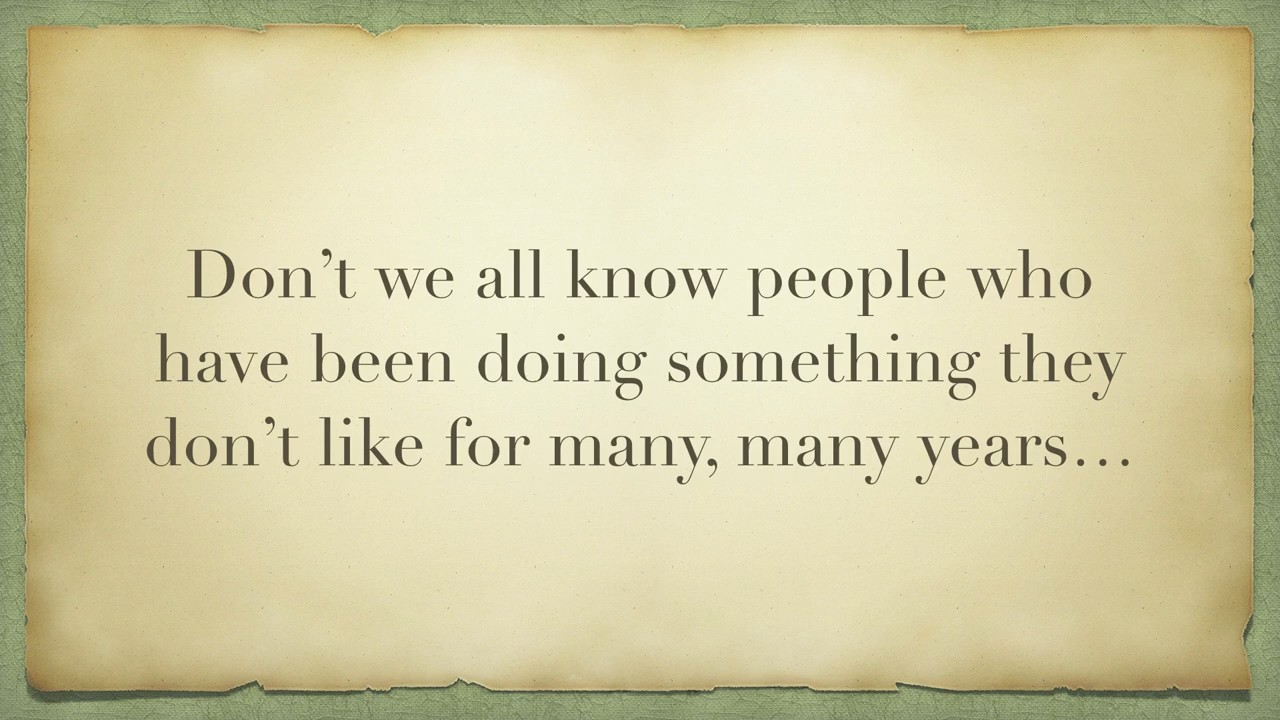 Don’t we all know people who
have been doing something they
don’t like for many, many years…